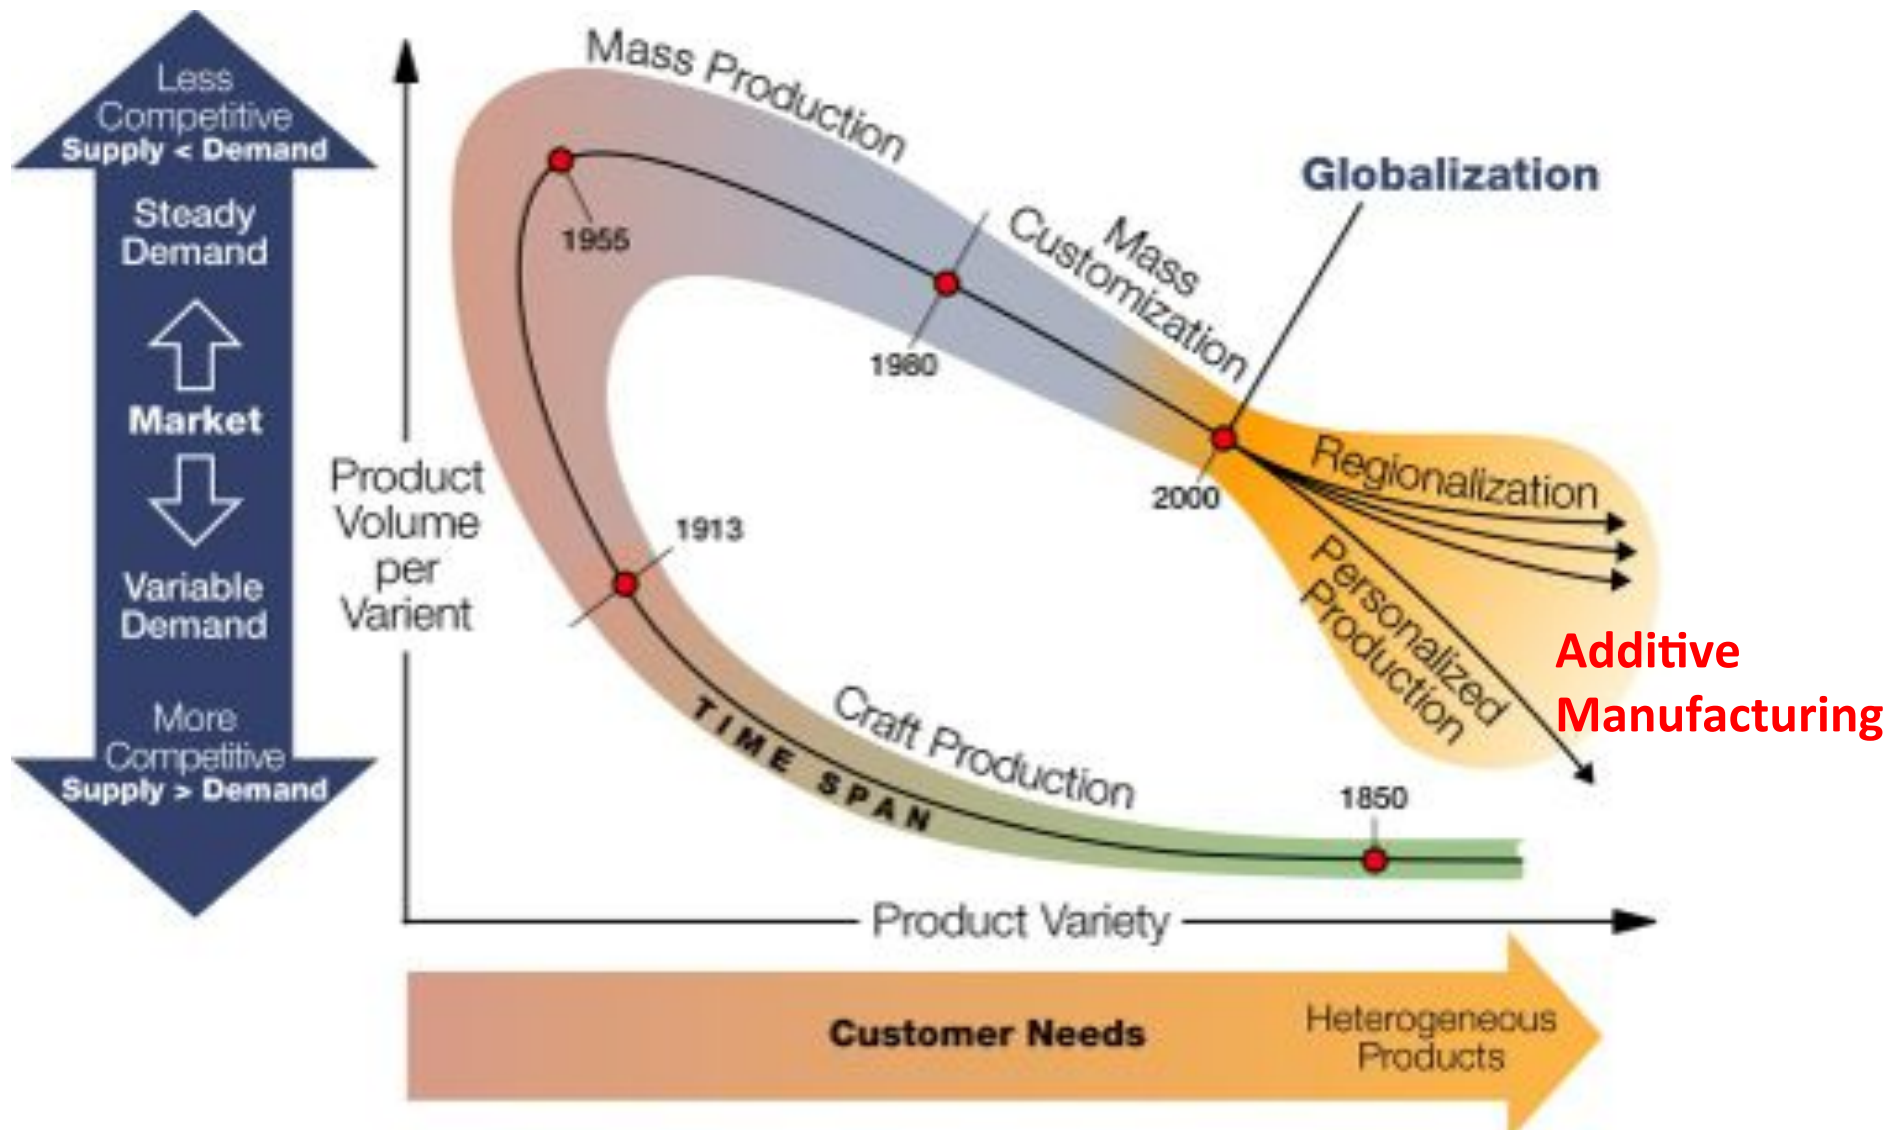 Less
Competitive
Supply < Demand
Steady
Demand
Market
Variable
Demand
More
Competitive
Supply > Demand
Product
Volume
per
Varient
Mass Production
1955
1980
Mass
Customization
Globalization
2000
Regionalization
Personalized
Production
Additive
Manufacturing
1913
Craft Production
TIME SPAN
1850
Product Variety
Customer Needs
Heterogeneous
Products